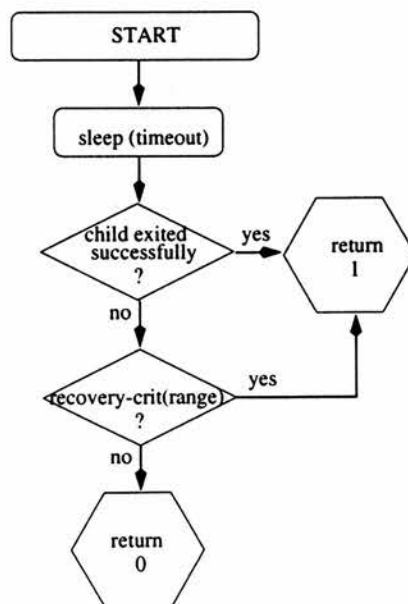 START
sleep (timeout)
child exited
successfully
?
yes
return
1
no
recovery-crit(range)
?
yes
no
return
0